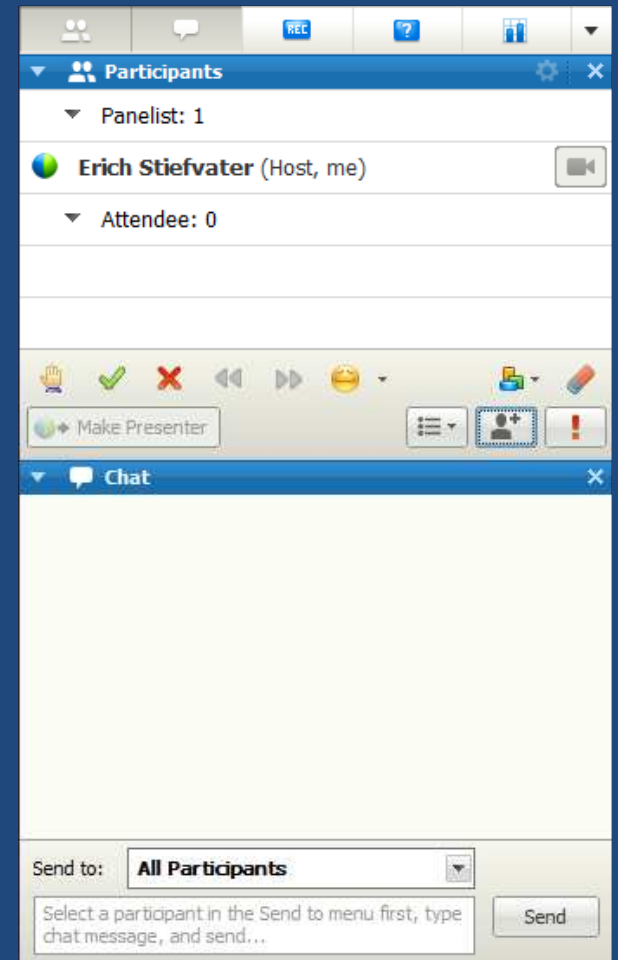 REC
?
Participants
Panelist: 1
Erich Stiefvater (Host, me)
Attendee: 0
Make Presenter
!
Chat
Send to: All Participants
Select a participant in the Send to menu first, type
chat message, and send...
Send